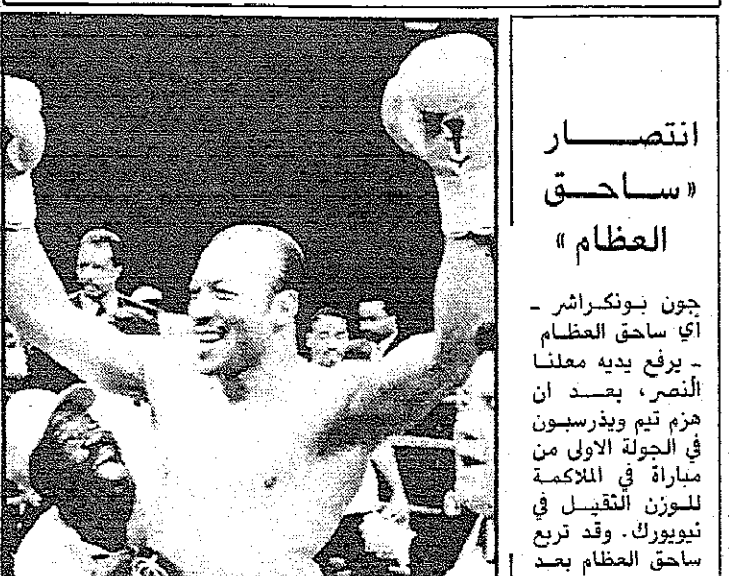 انتصار
«ساحق
العظام»
جون بونكراشر -
أي ساحق العظام
- يرفع يديه معلنا
النصر، بعد ان
هزم تيم ويذرسبون
في الجولة الاولى من
مباراة في الملاكمة
للوزن الثقيل في
نيويورك. وقد تربع
ساحق العظام بعد